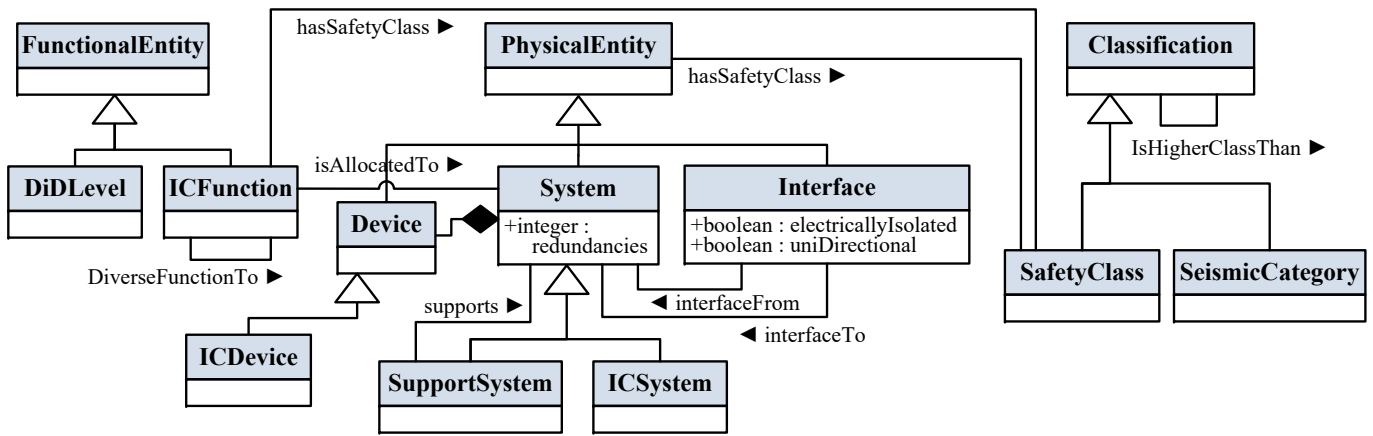 hasSafetyClass ►
FunctionalEntity
PhysicalEntity
Classification
hasSafetyClass ►
IsHigherClassThan ►
isAllocatedTo ►
DiDLevel
ICFunction
System
+integer :
redundancies
Interface
+boolean : electricallyIsolated
+boolean : uniDirectional
Device
DiverseFunctionTo ►
SafetyClass
SeismicCategory
supports ►
◄ interfaceFrom
◄ interfaceTo
ICDevice
SupportSystem
ICSystem